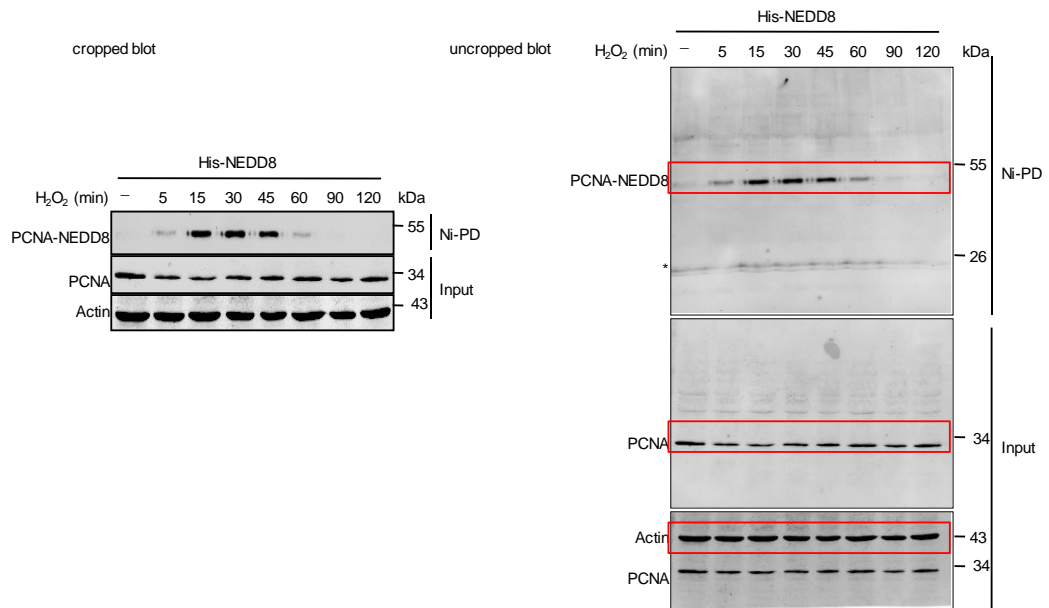 cropped blot
His-NEDD8
H₂O₂ (min) – 5 15 30 45 60 90 120 kDa
PCNA-NEDD8 55 Ni-PD
PCNA 34 Input
Actin 43
uncropped blot
His-NEDD8
H₂O₂ (min) – 5 15 30 45 60 90 120 kDa
PCNA-NEDD8 55 Ni-PD
* 26
PCNA 34 Input
Actin 43
PCNA 34